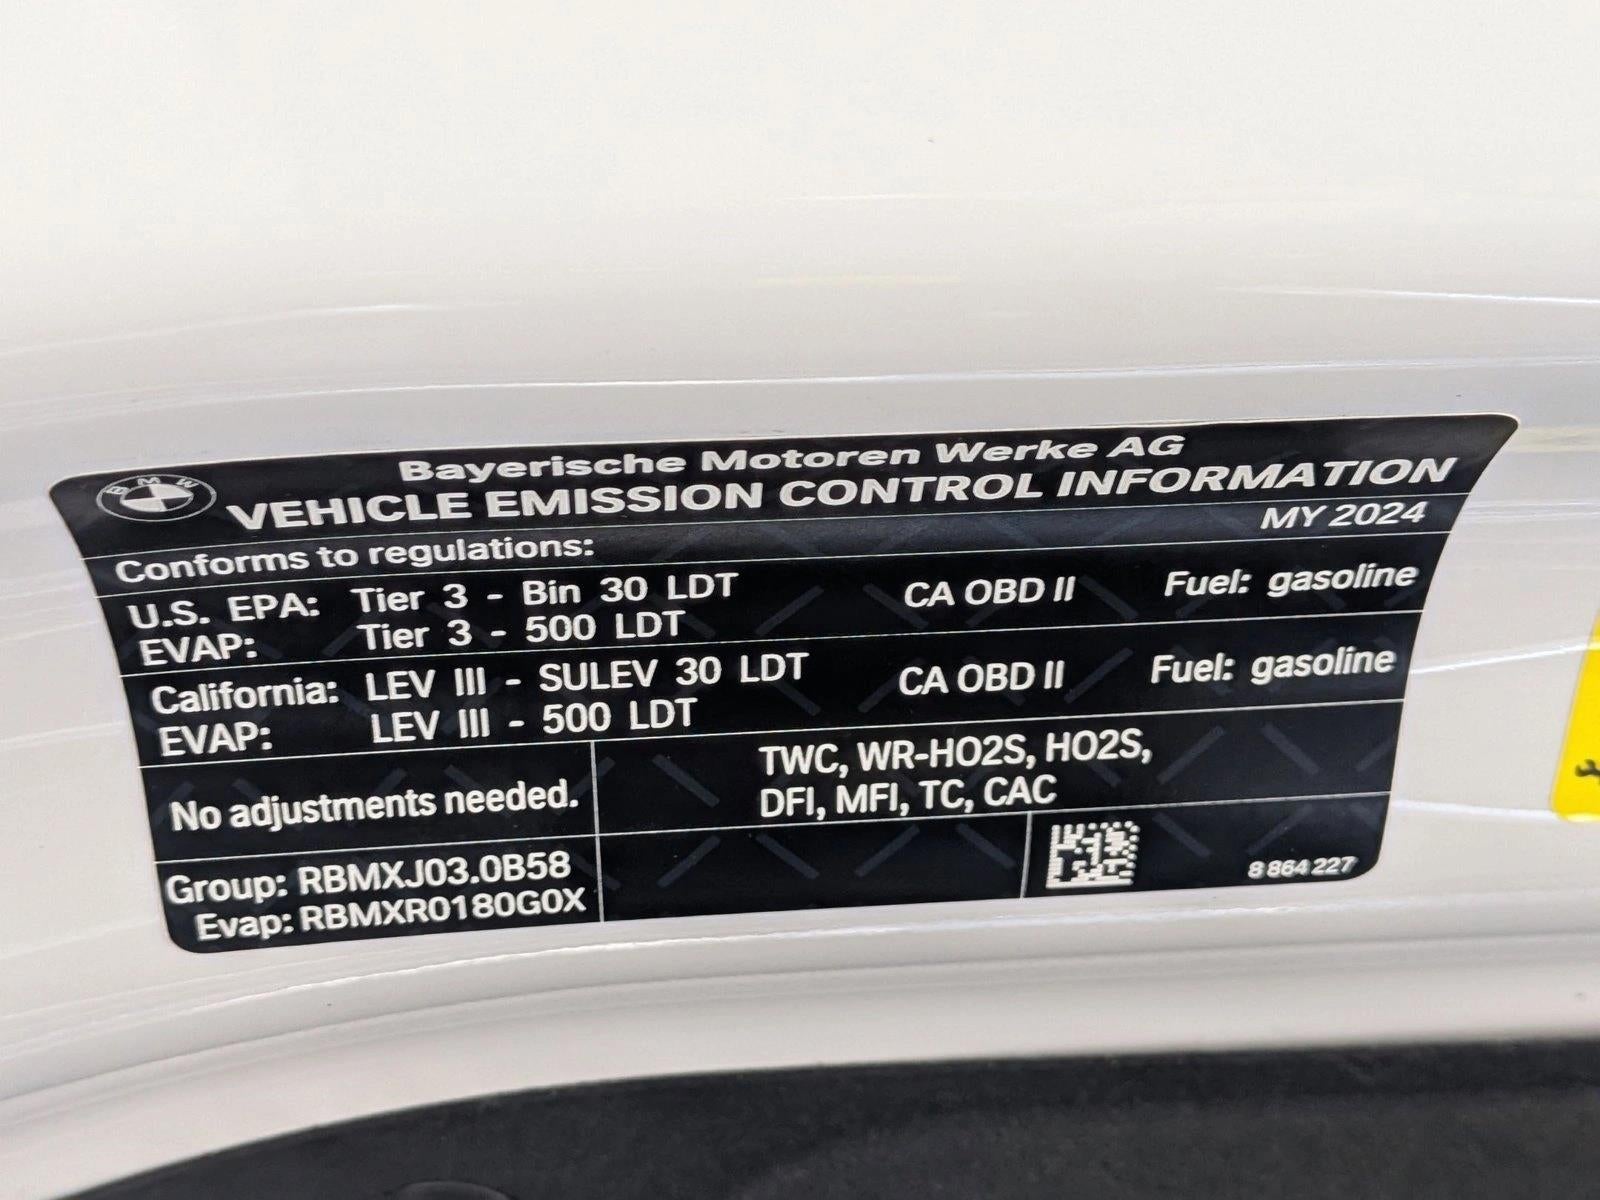 BMW
Bayerische Motoren Werke AG
VEHICLE EMISSION CONTROL INFORMATION
MY 2024
Conforms to regulations:
U.S. EPA: Tier 3 - Bin 30 LDT CA OBD II Fuel: gasoline
EVAP: Tier 3 - 500 LDT
California: LEV III - SULEV 30 LDT CA OBD II Fuel: gasoline
EVAP: LEV III - 500 LDT
No adjustments needed.
TWC, WR-HO2S, HO2S,
DFI, MFI, TC, CAC
Group: RBMXJ03.0B58
Evap: RBMXR0180G0X
8 864 227